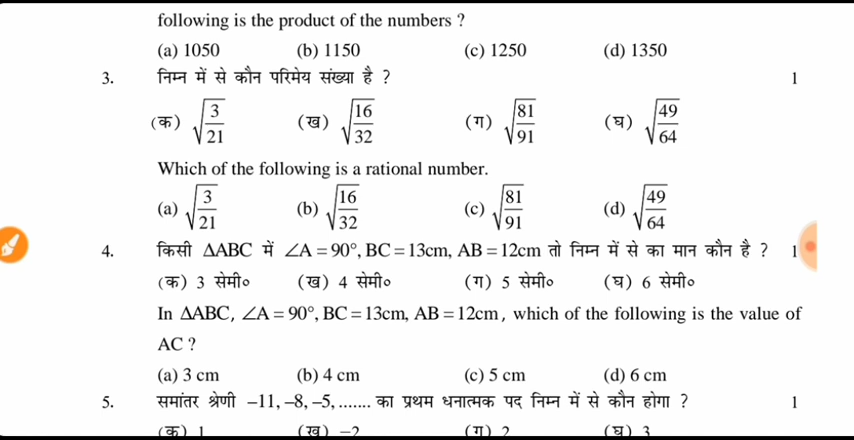 following is the product of the numbers ?
(a) 1050 (b) 1150 (c) 1250 (d) 1350
3. निम्न में से कौन परिमेय संख्या है ? 1
(क) √(3/21) (ख) √(16/32) (ग) √(81/91) (घ) √(49/64)
Which of the following is a rational number.
(a) √(3/21) (b) √(16/32) (c) √(81/91) (d) √(49/64)
4. किसी ΔABC में ∠A = 90°, BC = 13cm, AB = 12cm तो निम्न में से का मान कौन है ? 1
(क) 3 सेमी० (ख) 4 सेमी० (ग) 5 सेमी० (घ) 6 सेमी०
In ΔABC, ∠A = 90°, BC = 13cm, AB = 12cm, which of the following is the value of
AC ?
(a) 3 cm (b) 4 cm (c) 5 cm (d) 6 cm
5. समांतर श्रेणी –11, –8, –5, ....... का प्रथम धनात्मक पद निम्न में से कौन होगा ? 1
(क) 1 (ख) –2 (ग) 2 (घ) 3